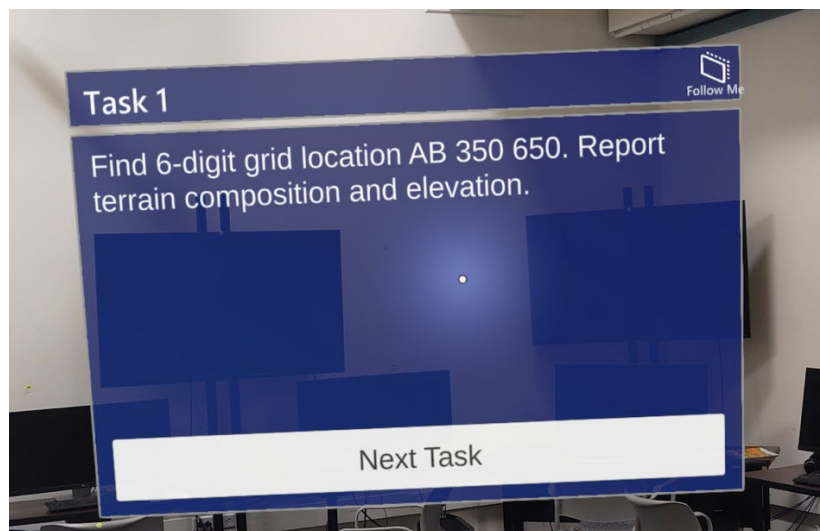 Task 1
Follow Me
Find 6-digit grid location AB 350 650. Report
terrain composition and elevation.
Next Task